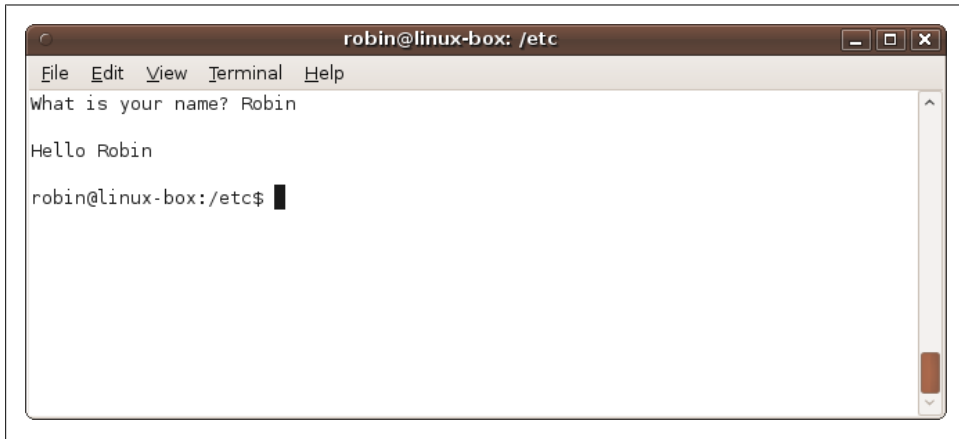 robin@linux-box: /etc
File Edit View Terminal Help
What is your name? Robin
Hello Robin
robin@linux-box:/etc$